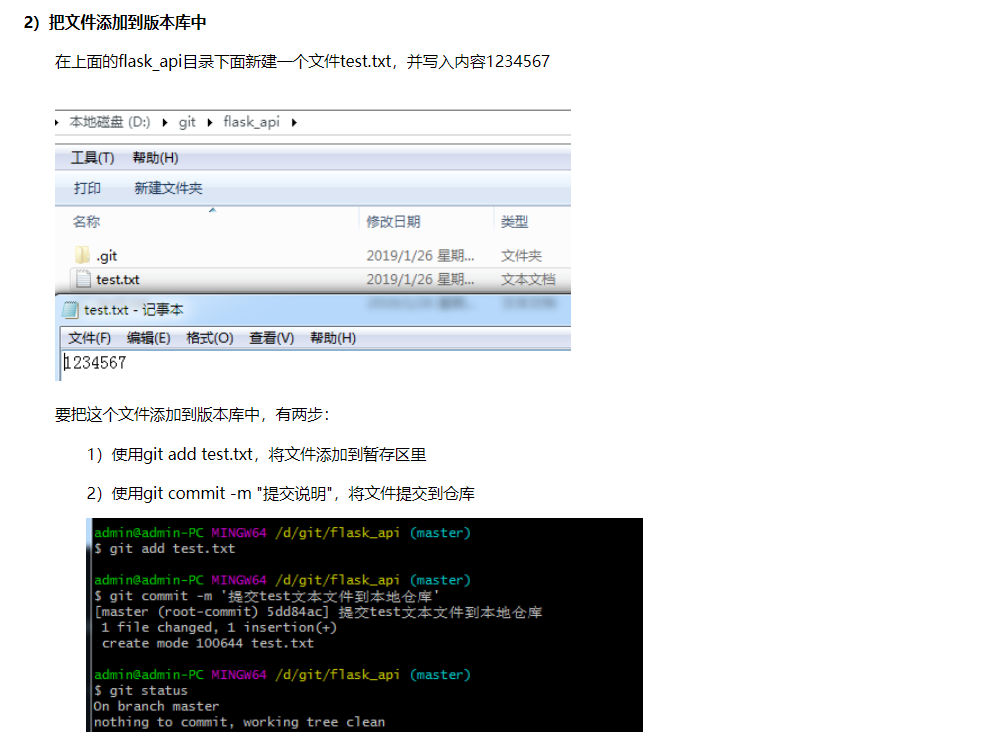 2）把文件添加到版本库中
在上面的flask_api目录下面新建一个文件test.txt，并写入内容1234567
本地磁盘 (D:) ▸ git ▸ flask_api ▸
工具(T) 帮助(H)
打印 新建文件夹
名称 修改日期 类型
.git 2019/1/26 星期... 文件夹
test.txt 2019/1/26 星期... 文本文档
test.txt - 记事本
文件(F) 编辑(E) 格式(O) 查看(V) 帮助(H)
1234567
要把这个文件添加到版本库中，有两步：
1）使用git add test.txt，将文件添加到暂存区里
2）使用git commit -m "提交说明"，将文件提交到仓库
admin@admin-PC MINGW64 /d/git/flask_api (master)
$ git add test.txt
admin@admin-PC MINGW64 /d/git/flask_api (master)
$ git commit -m '提交test文本文件到本地仓库'
[master (root-commit) 5dd84ac] 提交test文本文件到本地仓库
1 file changed, 1 insertion(+)
create mode 100644 test.txt
admin@admin-PC MINGW64 /d/git/flask_api (master)
$ git status
On branch master
nothing to commit, working tree clean